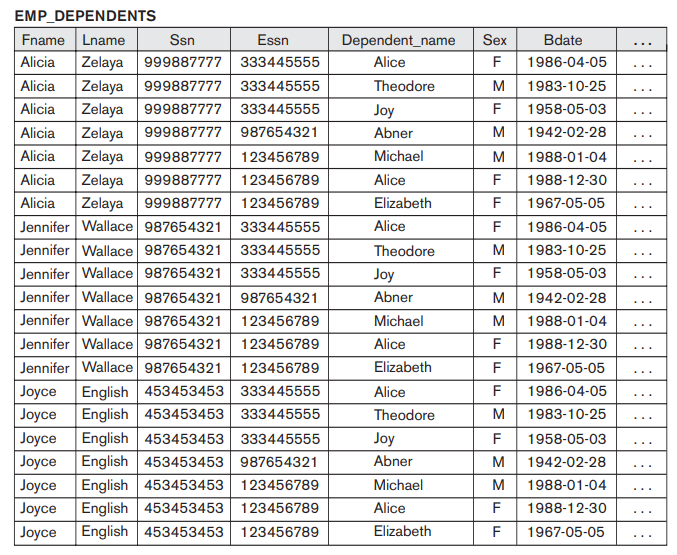 EMP_DEPENDENTS
Fname Lname Ssn Essn Dependent_name Sex Bdate ...
Alicia Zelaya 999887777 333445555 Alice F 1986-04-05 ...
Alicia Zelaya 999887777 333445555 Theodore M 1983-10-25 ...
Alicia Zelaya 999887777 333445555 Joy F 1958-05-03 ...
Alicia Zelaya 999887777 987654321 Abner M 1942-02-28 ...
Alicia Zelaya 999887777 123456789 Michael M 1988-01-04 ...
Alicia Zelaya 999887777 123456789 Alice F 1988-12-30 ...
Alicia Zelaya 999887777 123456789 Elizabeth F 1967-05-05 ...
Jennifer Wallace 987654321 333445555 Alice F 1986-04-05 ...
Jennifer Wallace 987654321 333445555 Theodore M 1983-10-25 ...
Jennifer Wallace 987654321 333445555 Joy F 1958-05-03 ...
Jennifer Wallace 987654321 987654321 Abner M 1942-02-28 ...
Jennifer Wallace 987654321 123456789 Michael M 1988-01-04 ...
Jennifer Wallace 987654321 123456789 Alice F 1988-12-30 ...
Jennifer Wallace 987654321 123456789 Elizabeth F 1967-05-05 ...
Joyce English 453453453 333445555 Alice F 1986-04-05 ...
Joyce English 453453453 333445555 Theodore M 1983-10-25 ...
Joyce English 453453453 333445555 Joy F 1958-05-03 ...
Joyce English 453453453 987654321 Abner M 1942-02-28 ...
Joyce English 453453453 123456789 Michael M 1988-01-04 ...
Joyce English 453453453 123456789 Alice F 1988-12-30 ...
Joyce English 453453453 123456789 Elizabeth F 1967-05-05 ...